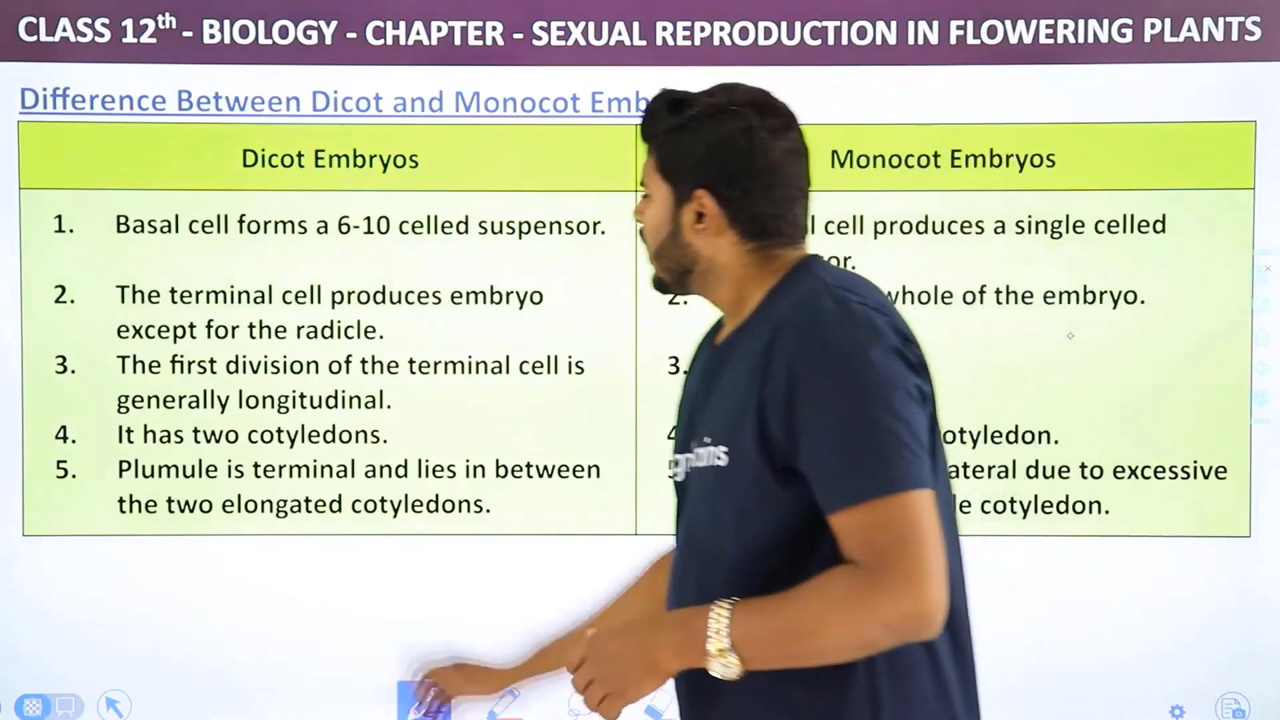 CLASS 12th - BIOLOGY - CHAPTER - SEXUAL REPRODUCTION IN FLOWERING PLANTS
Difference Between Dicot and Monocot Emb
Dicot Embryos
1. Basal cell forms a 6-10 celled suspensor.
2. The terminal cell produces embryo
except for the radicle.
3. The first division of the terminal cell is
generally longitudinal.
4. It has two cotyledons.
5. Plumule is terminal and lies in between
the two elongated cotyledons.
Monocot Embryos
l cell produces a single celled
or.
2. whole of the embryo.
3.
4 otyledon.
ateral due to excessive
le cotyledon.